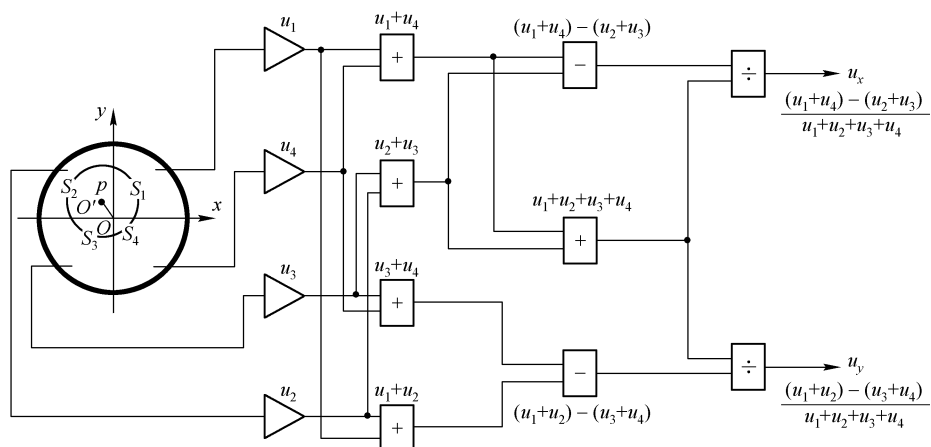 u₁
u₁+u₄
+
(u₁+u₄)－(u₂+u₃)
－
÷
uₓ
(u₁+u₄)－(u₂+u₃)
u₁+u₂+u₃+u₄
y
u₄
u₂+u₃
+
S₂
p
S₁
O′
x
O
S₃
S₄
u₁+u₂+u₃+u₄
+
u₃
u₃+u₄
+
u₂
u₁+u₂
+
－
(u₁+u₂)－(u₃+u₄)
÷
u_y
(u₁+u₂)－(u₃+u₄)
u₁+u₂+u₃+u₄